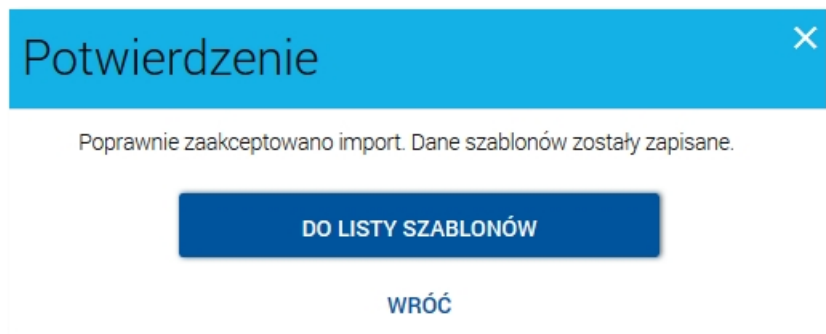 Potwierdzenie
Poprawnie zaakceptowano import. Dane szablonów zostały zapisane.
DO LISTY SZABLONÓW
WRÓĆ